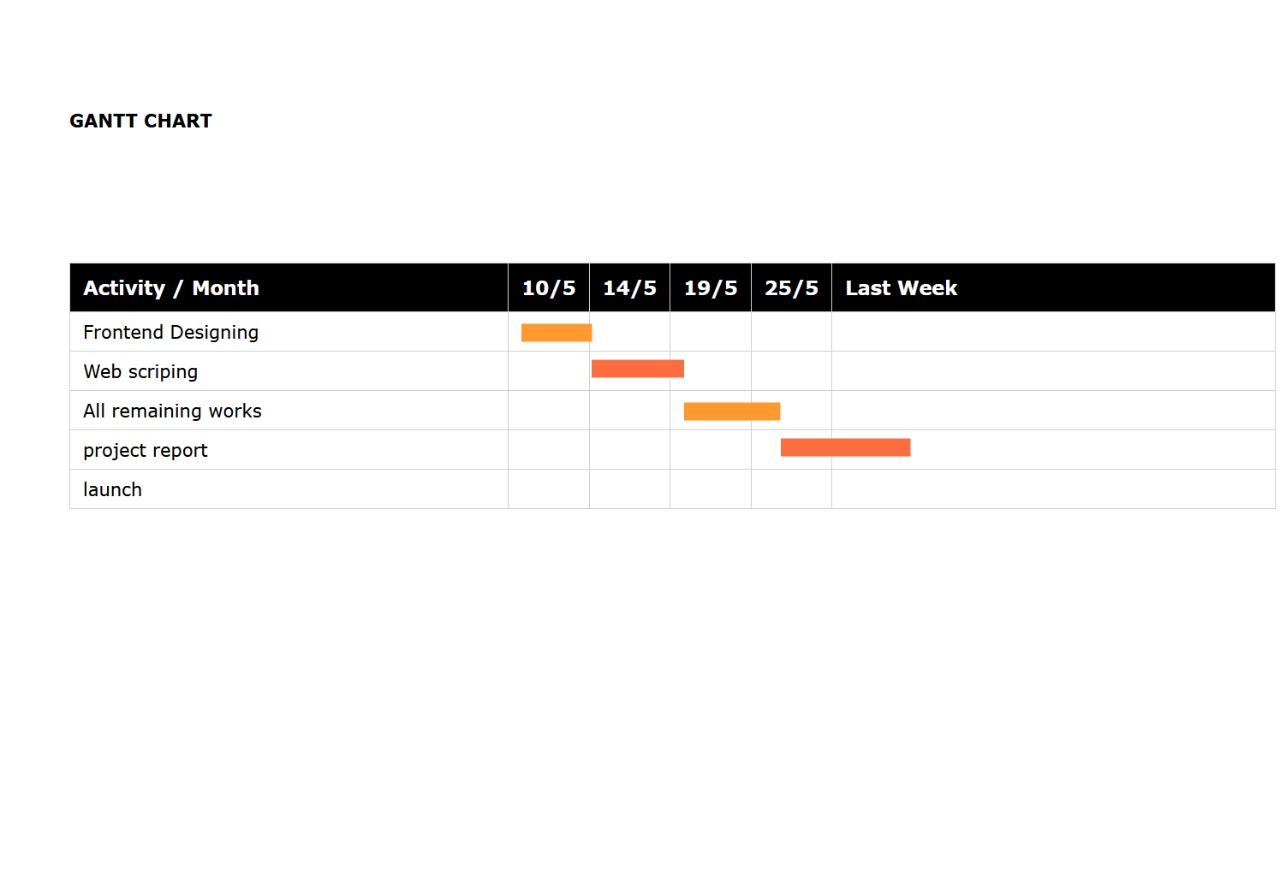 GANTT CHART
Activity / Month 10/5 14/5 19/5 25/5 Last Week
Frontend Designing
Web scriping
All remaining works
project report
launch